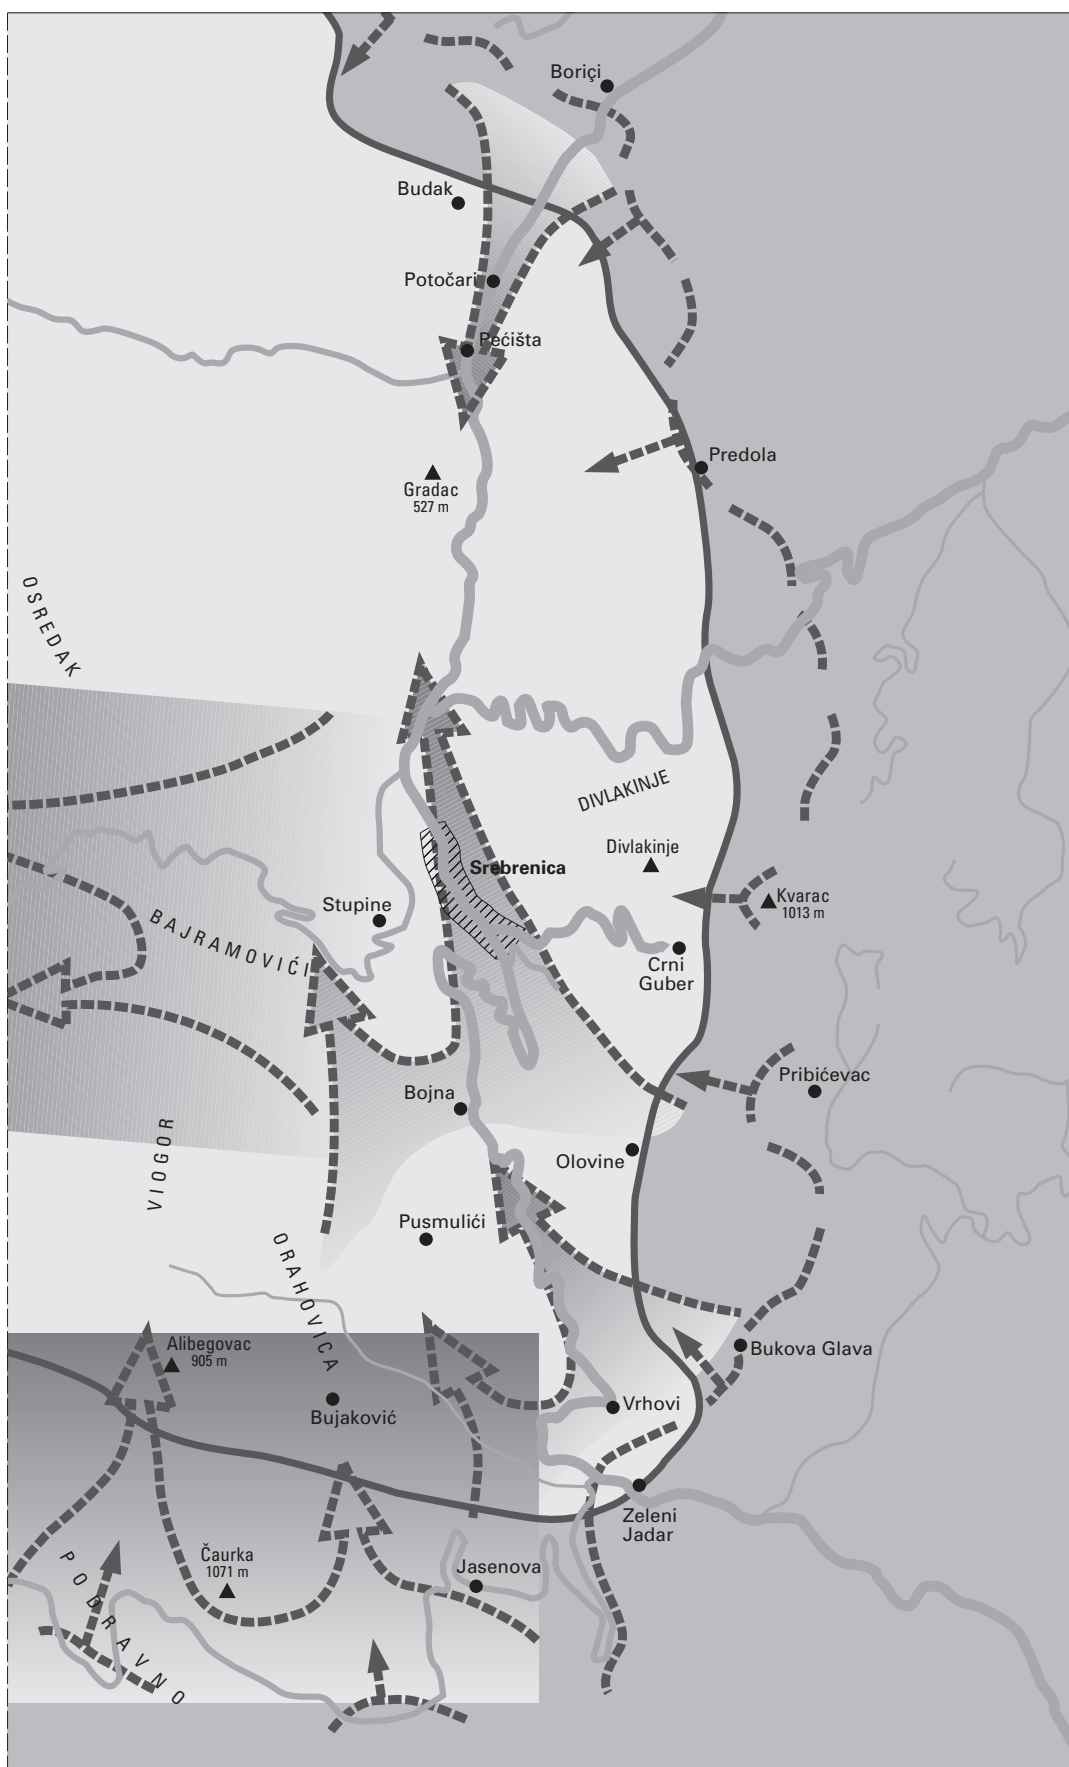 Boriçi
Budak
Potočari
Pećišta
Predola
Gradac
527 m
OSREDAK
DIVLAKINJE
Divlakinje
Srebrenica
Kvarac
1013 m
Stupine
BAJRAMOVIĆI
Crni
Guber
Pribićevac
Bojna
VIOGOR
Olovine
Pusmulići
ORAHOVICA
Alibegovac
905 m
Bukova Glava
Bujaković
Vrhovi
Zeleni
Jadar
Čaurka
1071 m
Jasenova
PODRAVNO